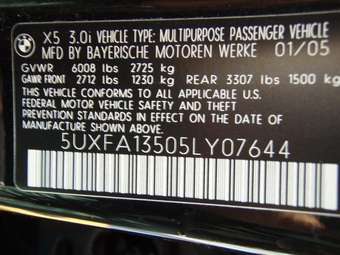 X5 3.0i VEHICLE TYPE: MULTIPURPOSE PASSENGER VEHICLE
MFG BY BAYERISCHE MOTOREN WERKE 01/05
GVWR 6008 lbs 2725 kg
GAWR FRONT 2712 lbs 1230 kg REAR 3307 lbs 1500 kg
THIS VEHICLE CONFORMS TO ALL APPLICABLE U.S.
FEDERAL MOTOR VEHICLE SAFETY, BUMPER, AND THEFT
PREVENTION STANDARDS IN EFFECT ON THE DATE OF
MANUFACTURE SHOWN ABOVE.
5UXFA13505LY07644